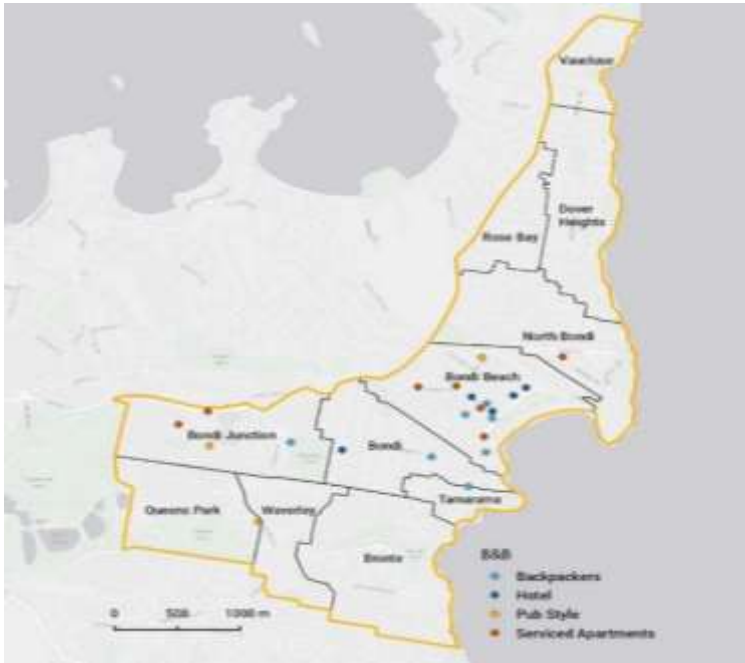 Vaucluse
Dover
Heights
Rose Bay
North Bondi
Bondi Beach
Bondi Junction
Bondi
Tamarama
Queens Park
Waverley
Bronte
B&B
Backpackers
Hotel
Pub Style
Serviced Apartments
0 500 1000 m